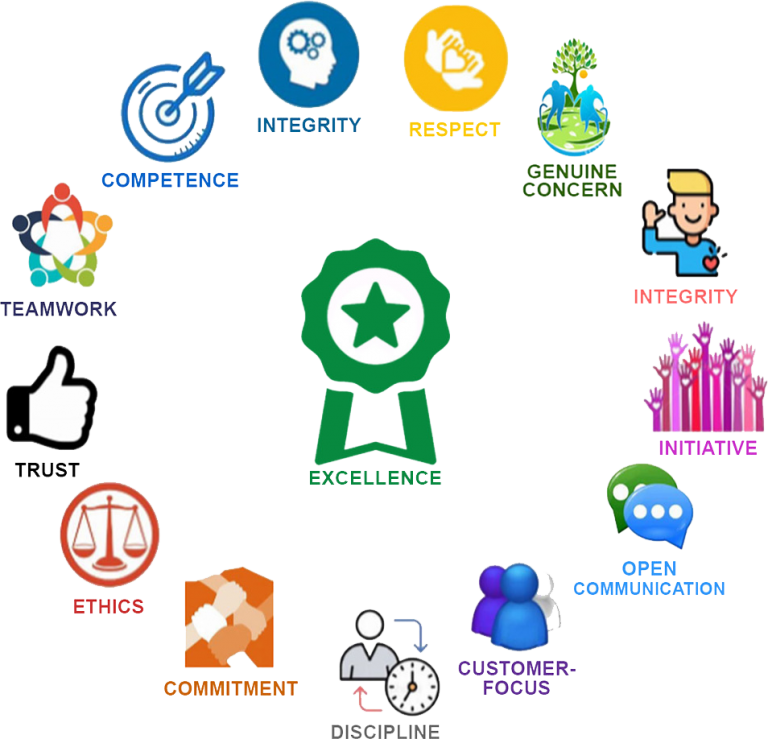 INTEGRITY
RESPECT
GENUINE
CONCERN
COMPETENCE
INTEGRITY
TEAMWORK
INITIATIVE
TRUST
EXCELLENCE
OPEN
COMMUNICATION
ETHICS
CUSTOMER-
FOCUS
COMMITMENT
DISCIPLINE